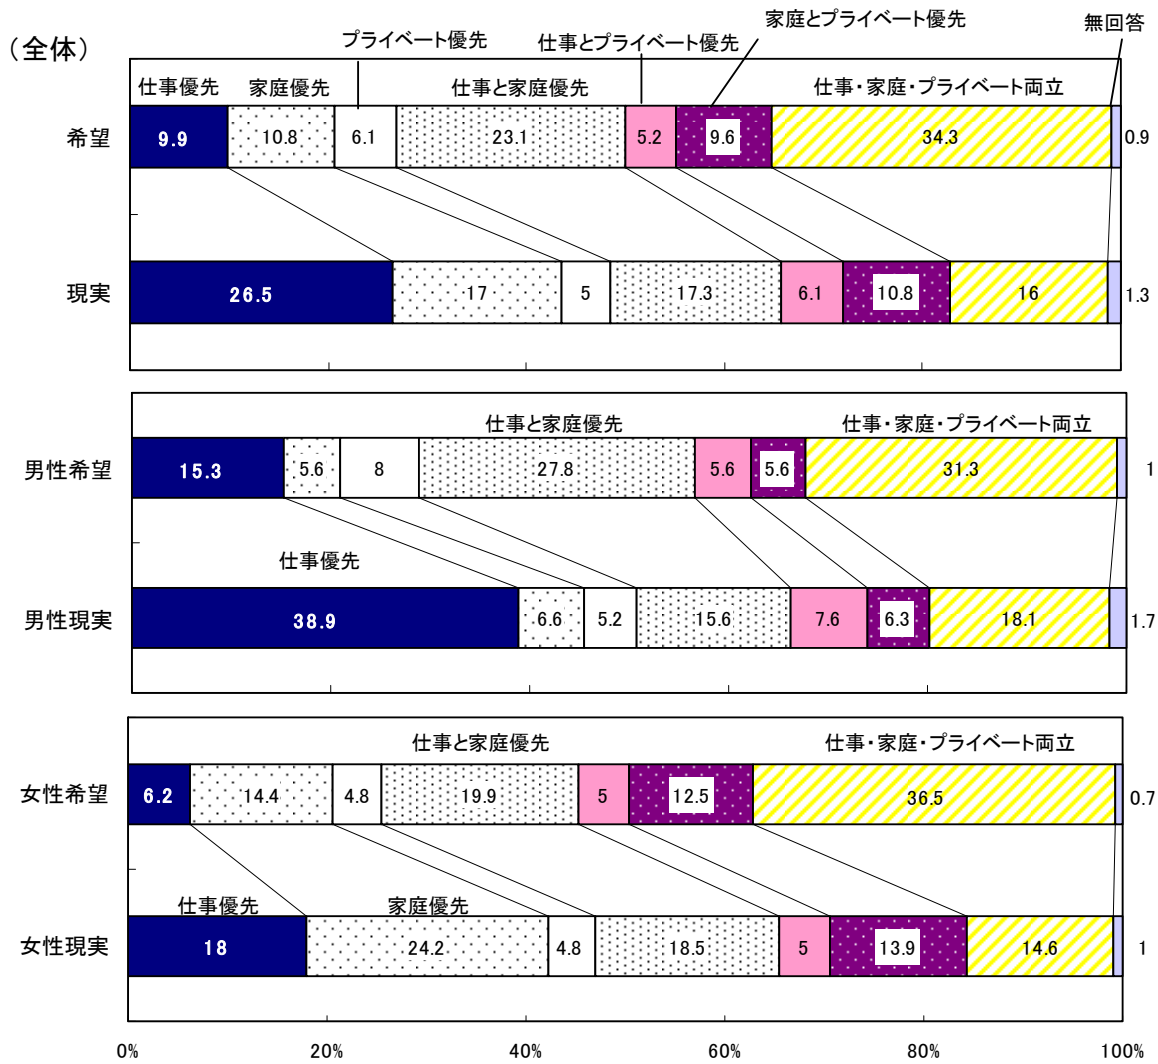 家庭とプライベート優先
無回答
プライベート優先
仕事とプライベート優先
（全体）
仕事優先 家庭優先 仕事と家庭優先 仕事・家庭・プライベート両立
希望 9.9 10.8 6.1 23.1 5.2 9.6 34.3 0.9
現実 26.5 17 5 17.3 6.1 10.8 16 1.3
仕事と家庭優先 仕事・家庭・プライベート両立
男性希望 15.3 5.6 8 27.8 5.6 5.6 31.3 1
仕事優先
男性現実 38.9 6.6 5.2 15.6 7.6 6.3 18.1 1.7
仕事と家庭優先 仕事・家庭・プライベート両立
女性希望 6.2 14.4 4.8 19.9 5 12.5 36.5 0.7
仕事優先 家庭優先
女性現実 18 24.2 4.8 18.5 5 13.9 14.6 1
0% 20% 40% 60% 80% 100%